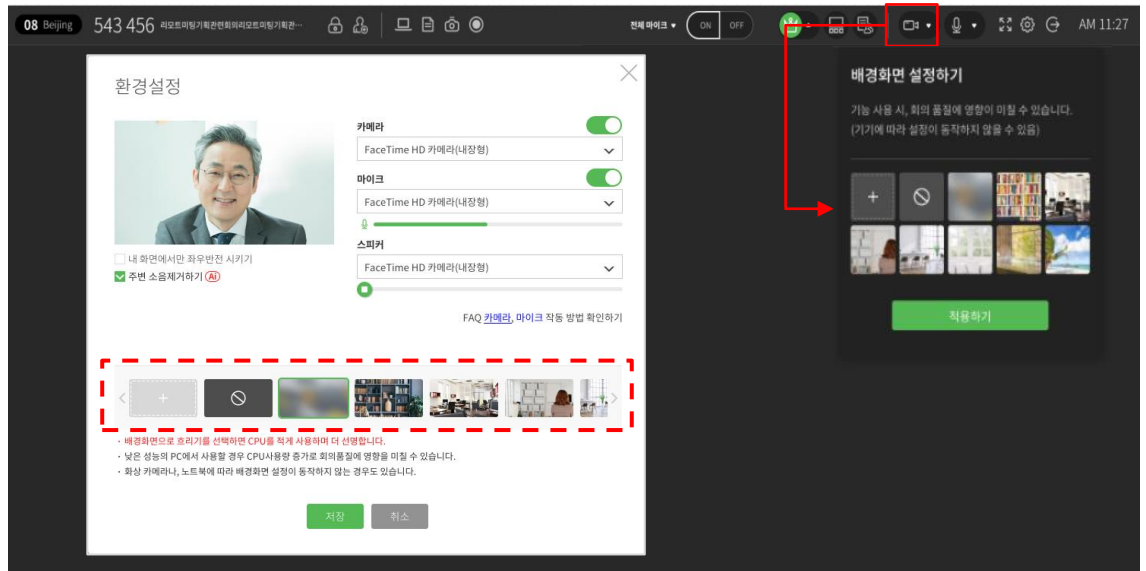 08 Beijing 543 456 리모트미팅기획관련회의리모트미팅기획관… 전체 마이크 ▾ ON OFF AM 11:27
환경설정
카메라
FaceTime HD 카메라(내장형)
마이크
FaceTime HD 카메라(내장형)
스피커
FaceTime HD 카메라(내장형)
내 화면에서만 좌우반전 시키기
주변 소음제거하기 Ai
FAQ 카메라, 마이크 작동 방법 확인하기
· 배경화면으로 흐리기를 선택하면 CPU를 적게 사용하며 더 선명합니다.
· 낮은 성능의 PC에서 사용할 경우 CPU사용량 증가로 회의품질에 영향을 미칠 수 있습니다.
· 화상 카메라나, 노트북에 따라 배경화면 설정이 동작하지 않는 경우도 있습니다.
저장 취소
배경화면 설정하기
기능 사용 시, 회의 품질에 영향이 미칠 수 있습니다.
(기기에 따라 설정이 동작하지 않을 수 있음)
적용하기